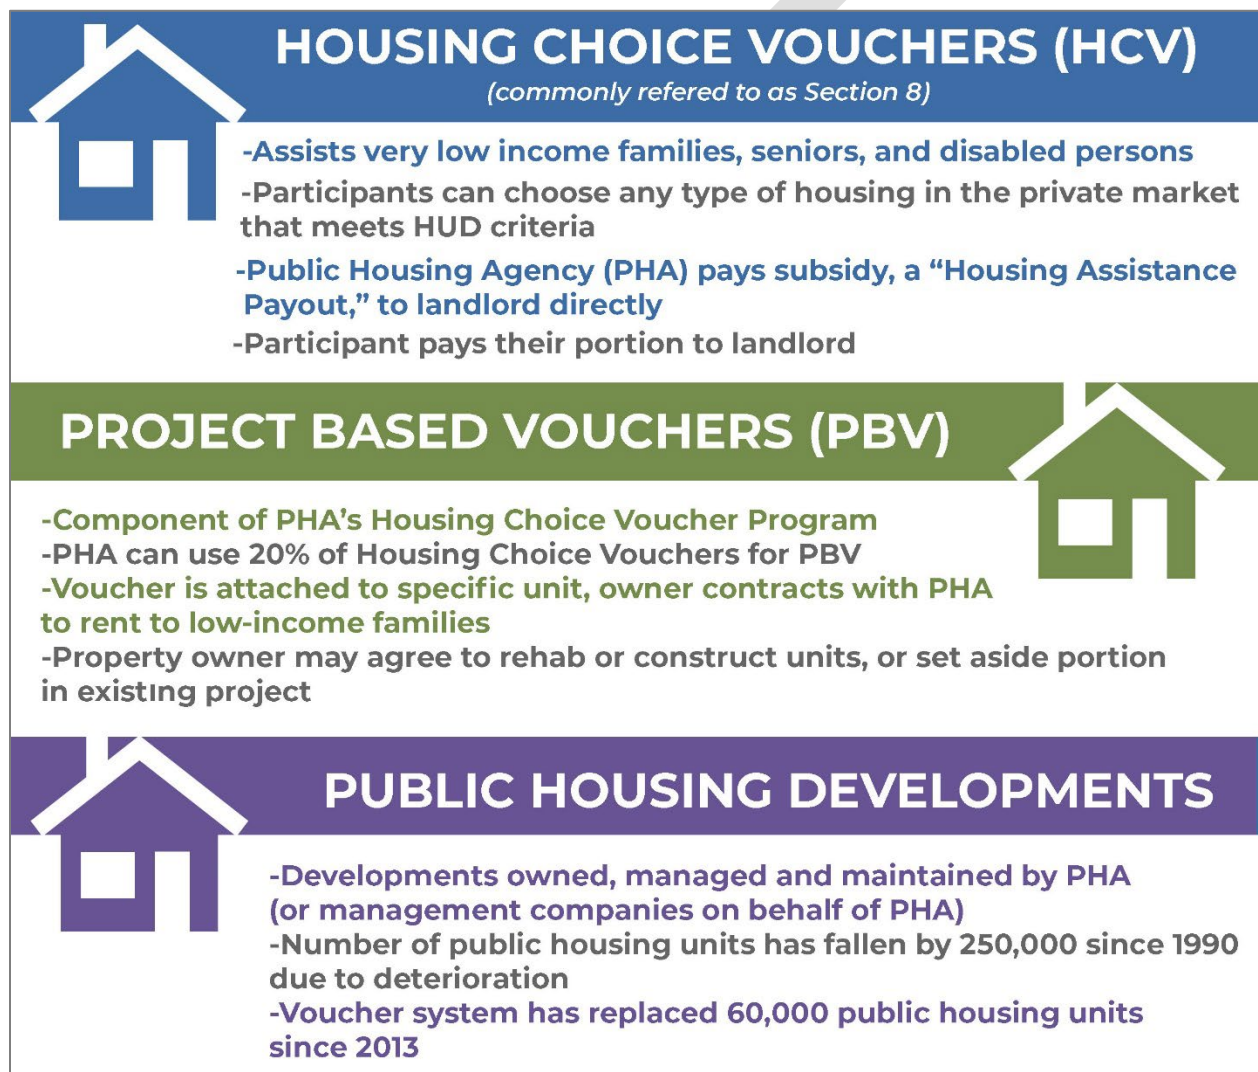 HOUSING CHOICE VOUCHERS (HCV)
(commonly refered to as Section 8)
-Assists very low income families, seniors, and disabled persons
-Participants can choose any type of housing in the private market
that meets HUD criteria
-Public Housing Agency (PHA) pays subsidy, a “Housing Assistance
Payout,” to landlord directly
-Participant pays their portion to landlord
PROJECT BASED VOUCHERS (PBV)
-Component of PHA’s Housing Choice Voucher Program
-PHA can use 20% of Housing Choice Vouchers for PBV
-Voucher is attached to specific unit, owner contracts with PHA
to rent to low-income families
-Property owner may agree to rehab or construct units, or set aside portion
in existing project
PUBLIC HOUSING DEVELOPMENTS
-Developments owned, managed and maintained by PHA
(or management companies on behalf of PHA)
-Number of public housing units has fallen by 250,000 since 1990
due to deterioration
-Voucher system has replaced 60,000 public housing units
since 2013